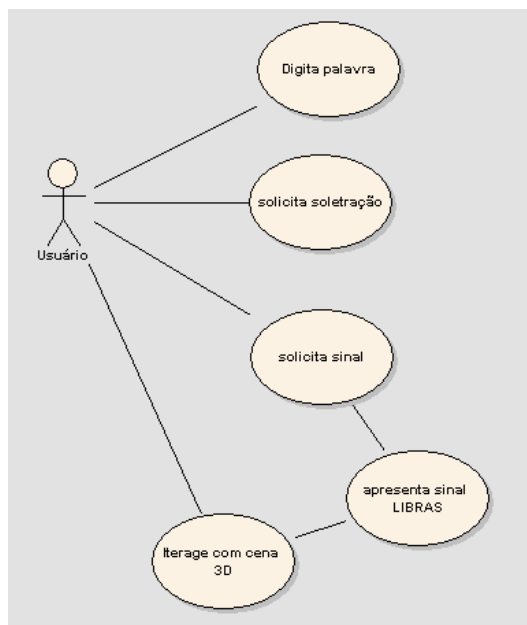 Digita palavra
solicita soletração
Usuário
solicita sinal
apresenta sinal
LIBRAS
Iterage com cena
3D